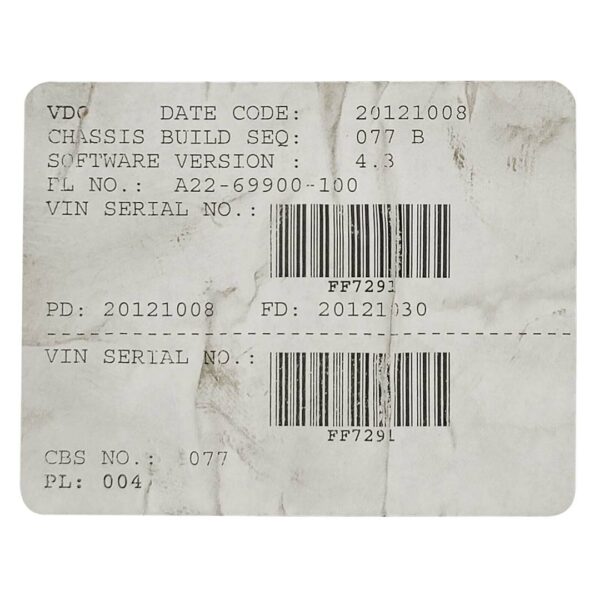 VDO DATE CODE: 20121008
CHASSIS BUILD SEQ: 077 B
SOFTWARE VERSION : 4.3
FL NO.: A22-69900-100
VIN SERIAL NO.:
FF7291
PD: 20121008 FD: 20121030
VIN SERIAL NO.:
FF7291
CBS NO.: 077
PL: 004